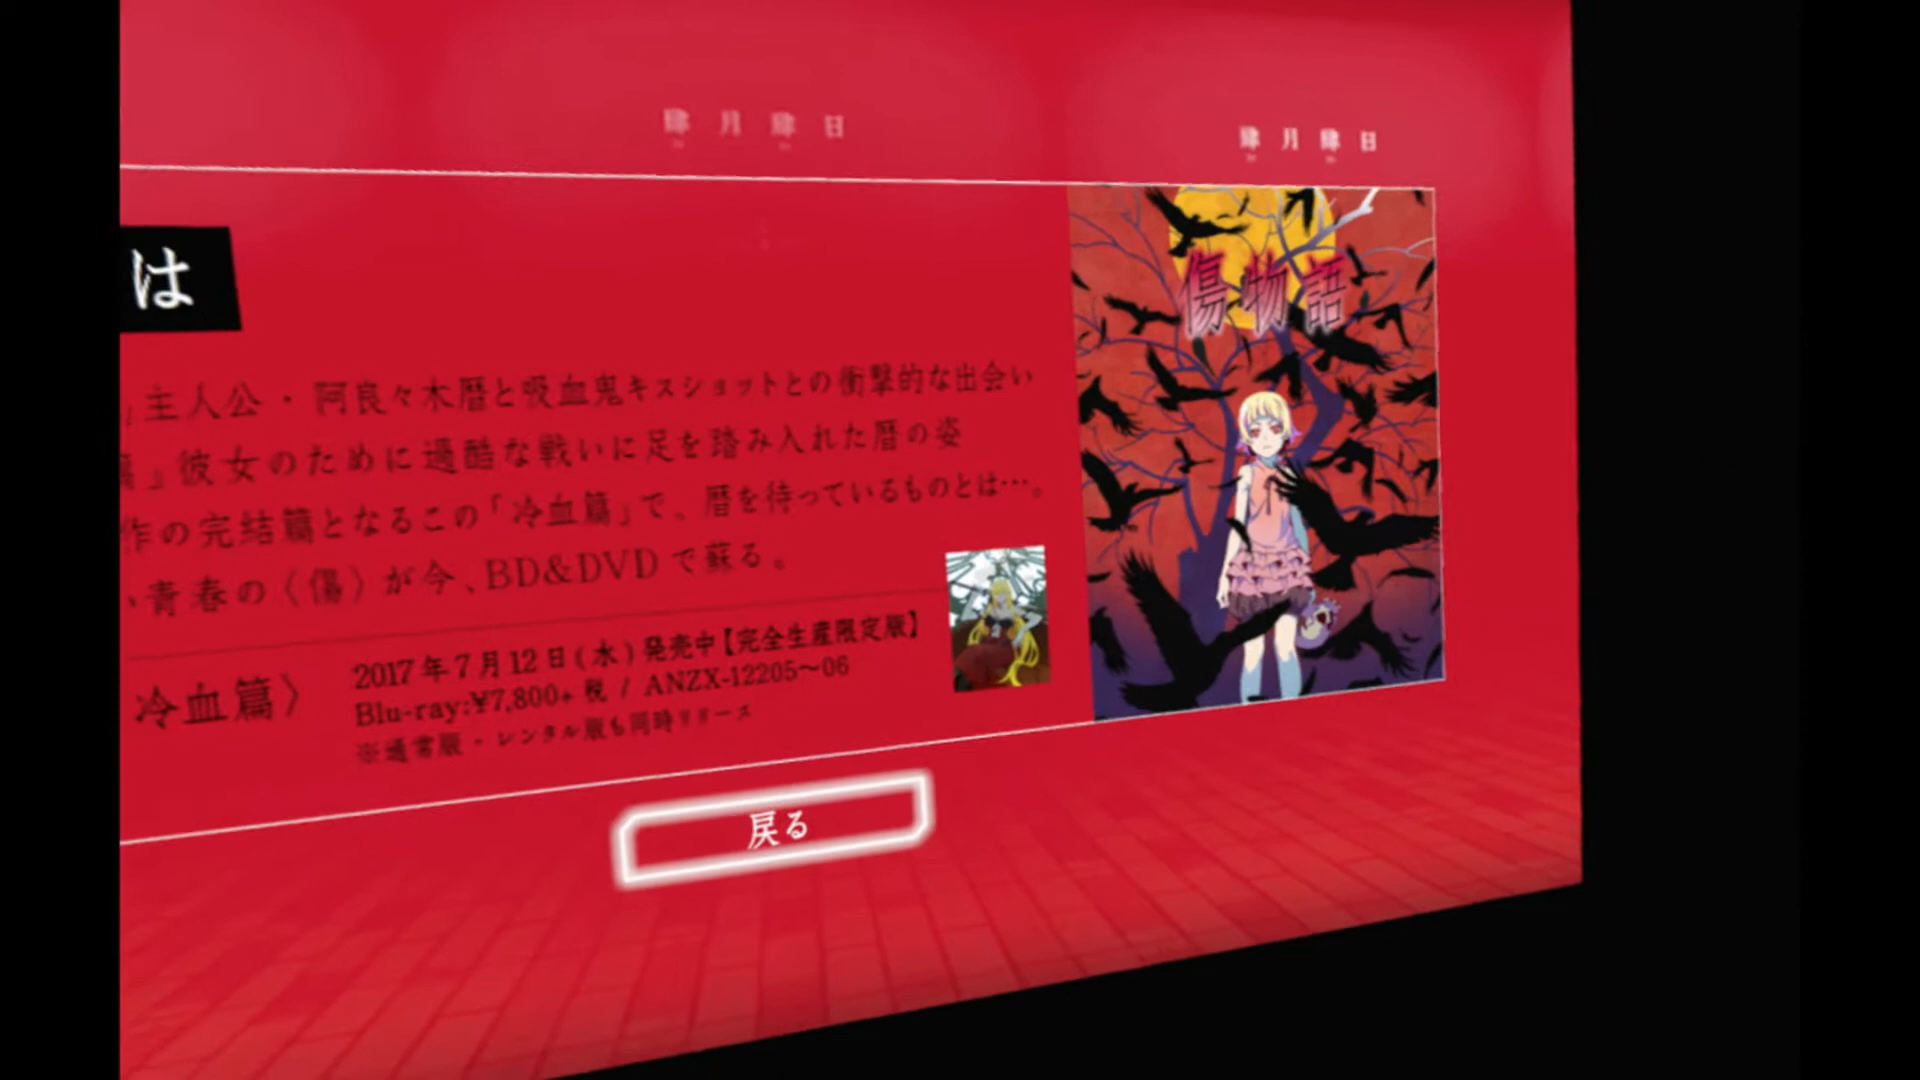 肆月肆日
肆月肆日
は
傷物語
』主人公・阿良々木暦と吸血鬼キスショットとの衝撃的な出会い
篇』彼女のために過酷な戦いに足を踏み入れた暦の姿
作の完結篇となるこの「冷血篇」で、暦を待っているものとは…。
青春の〈傷〉が今、BD&DVDで蘇る。
冷血篇〉
2017年7月12日(水)発売中【完全生産限定版】
Blu-ray:¥7,800+税 / ANZX-12205〜06
※通常版・レンタル版も同時リリース
戻る